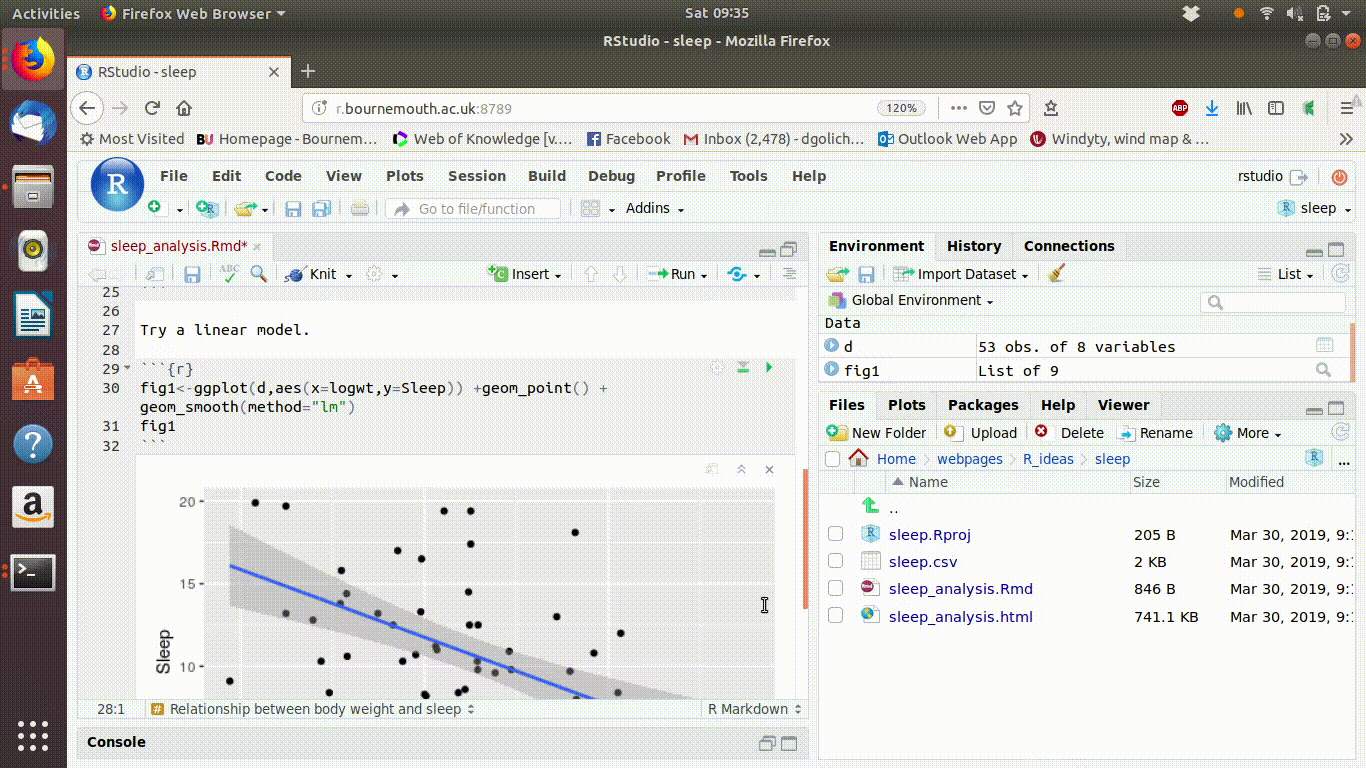 Activities Firefox Web Browser Sat 09:35
RStudio - sleep - Mozilla Firefox
RStudio - sleep
r.bournemouth.ac.uk:8789 120% ABP
Most Visited BU Homepage - Bournem… Web of Knowledge [v.… Facebook Inbox (2,478) - dgolich… Outlook Web App Windyty, wind map & …
R File Edit Code View Plots Session Build Debug Profile Tools Help rstudio
Go to file/function Addins sleep
sleep_analysis.Rmd*
ABC Knit Insert Run
25 ```
26
27 Try a linear model.
28
29 ```{r}
30 fig1<-ggplot(d,aes(x=logwt,y=Sleep)) +geom_point() +
geom_smooth(method="lm")
31 fig1
32 ```
20
15
Sleep
10
28:1 # Relationship between body weight and sleep R Markdown
Console
Environment History Connections
Import Dataset List
Global Environment
Data
d 53 obs. of 8 variables
fig1 List of 9
Files Plots Packages Help Viewer
New Folder Upload Delete Rename More
Home webpages R_ideas sleep ...
Name Size Modified
..
sleep.Rproj 205 B Mar 30, 2019, 9:
sleep.csv 2 KB Mar 30, 2019, 9:
sleep_analysis.Rmd 846 B Mar 30, 2019, 9:
sleep_analysis.html 741.1 KB Mar 30, 2019, 9: